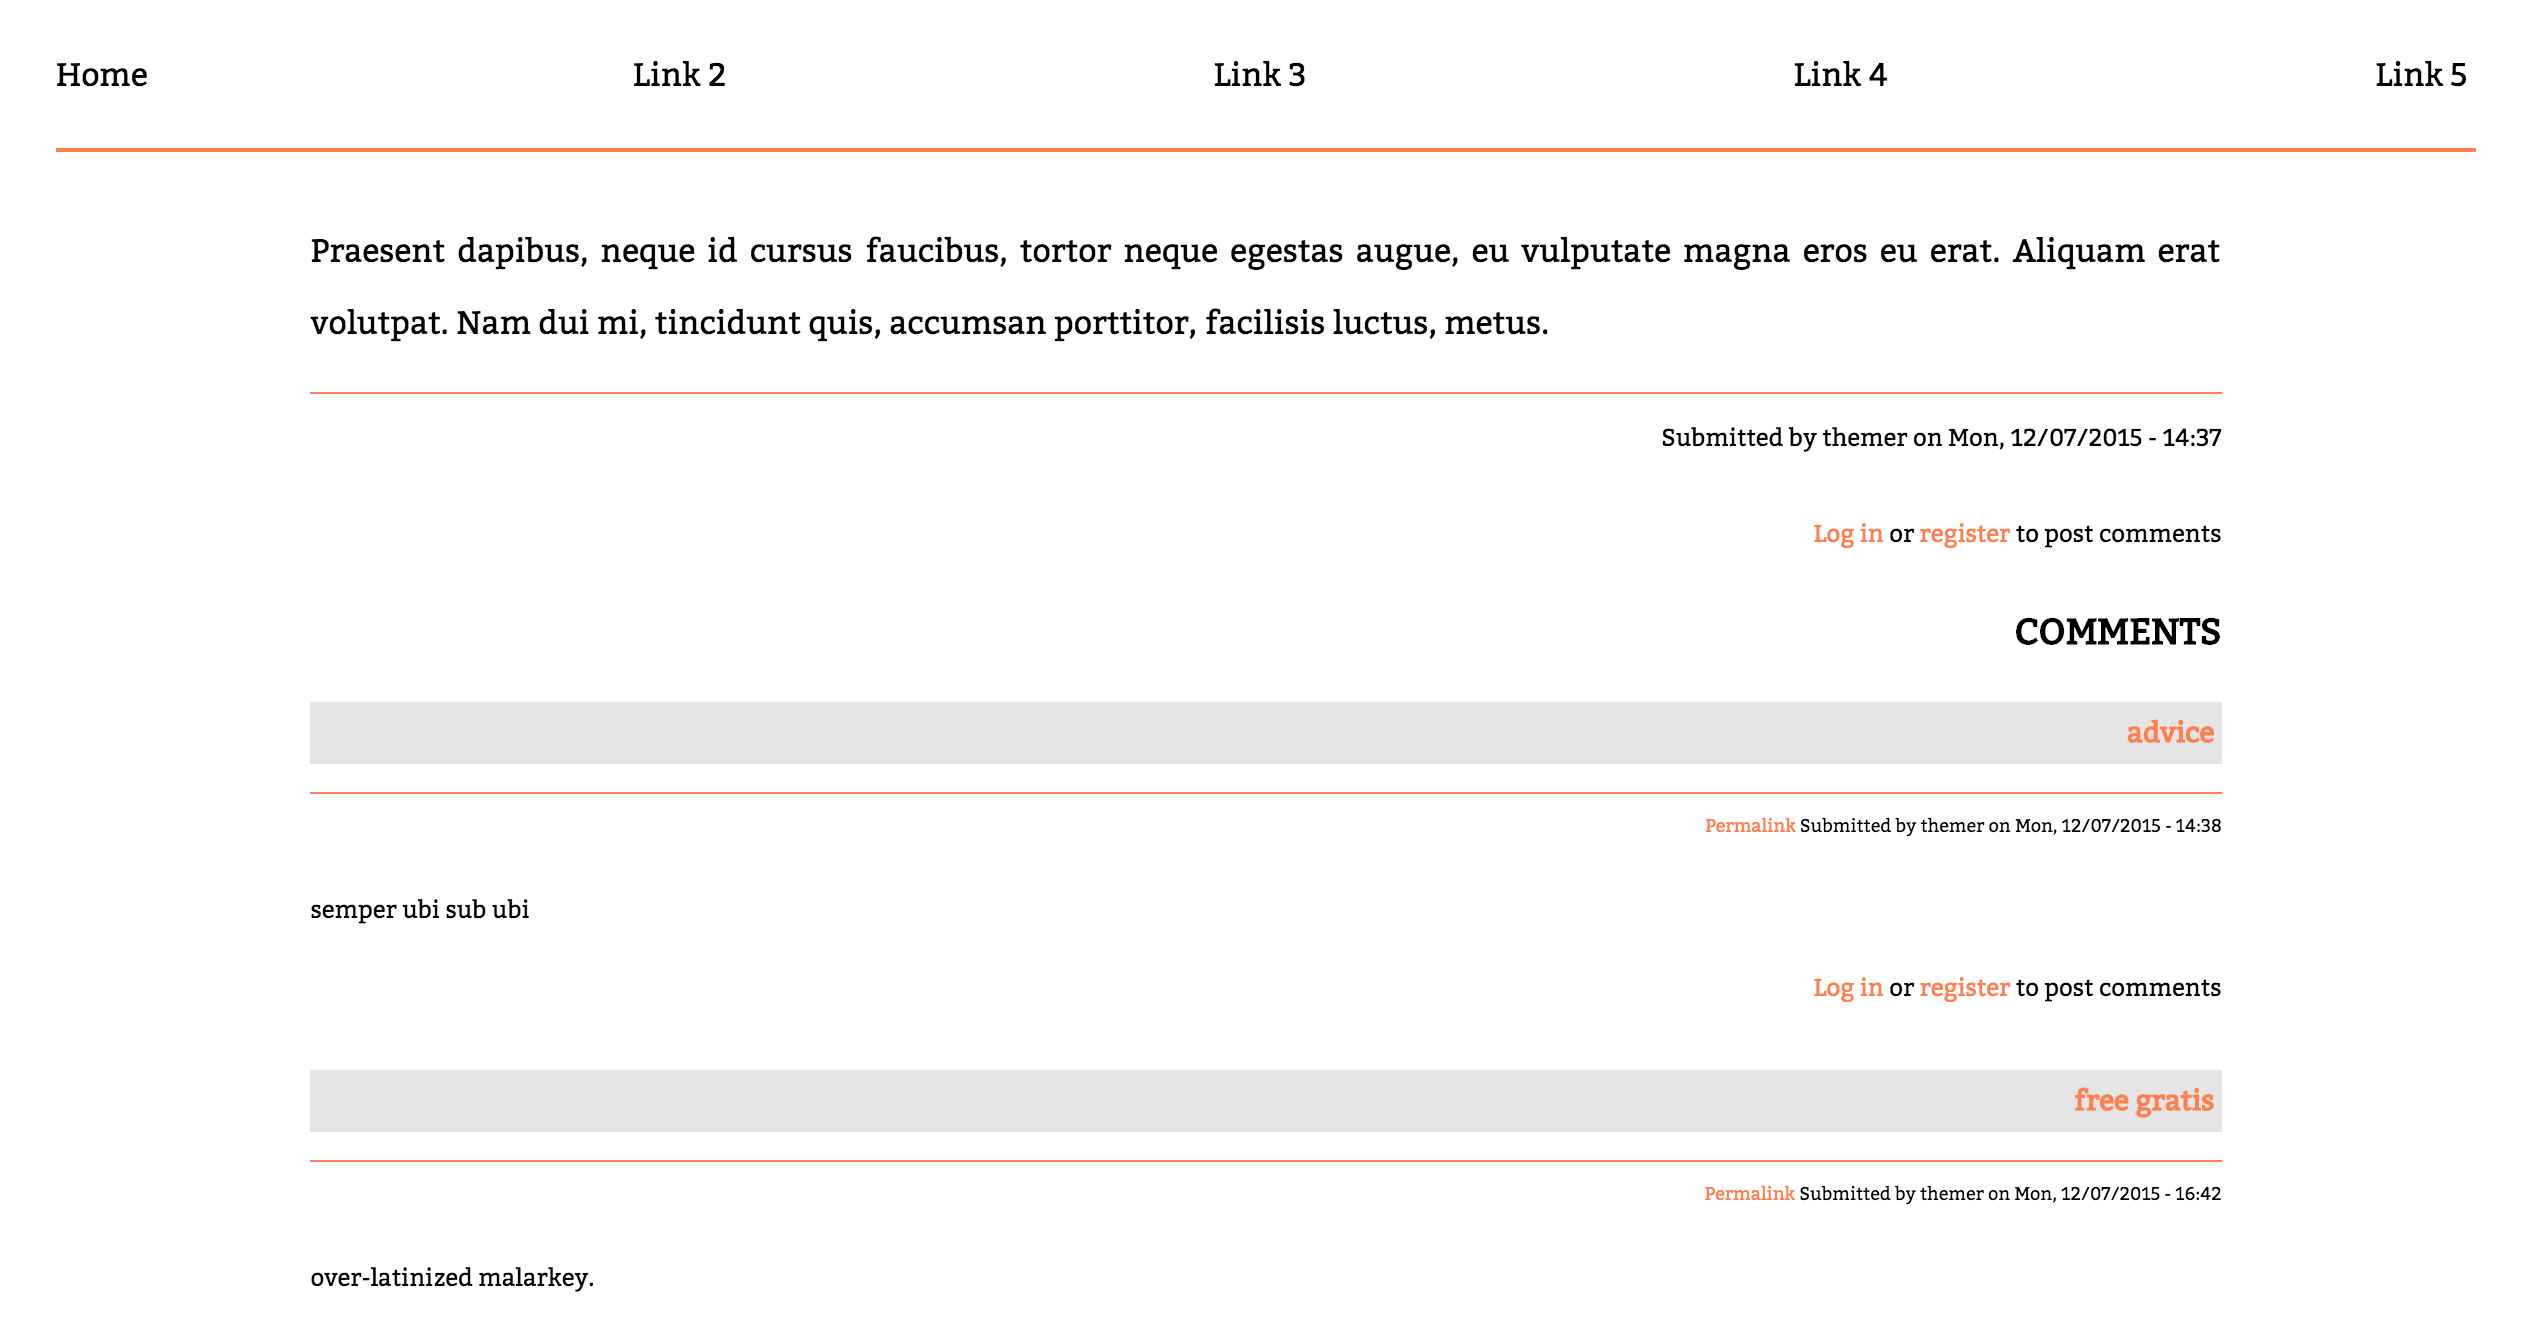 Home Link 2 Link 3 Link 4 Link 5
Praesent dapibus, neque id cursus faucibus, tortor neque egestas augue, eu vulputate magna eros eu erat. Aliquam erat
volutpat. Nam dui mi, tincidunt quis, accumsan porttitor, facilisis luctus, metus.
Submitted by themer on Mon, 12/07/2015 - 14:37
Log in or register to post comments
COMMENTS
advice
Permalink Submitted by themer on Mon, 12/07/2015 - 14:38
semper ubi sub ubi
Log in or register to post comments
free gratis
Permalink Submitted by themer on Mon, 12/07/2015 - 16:42
over-latinized malarkey.